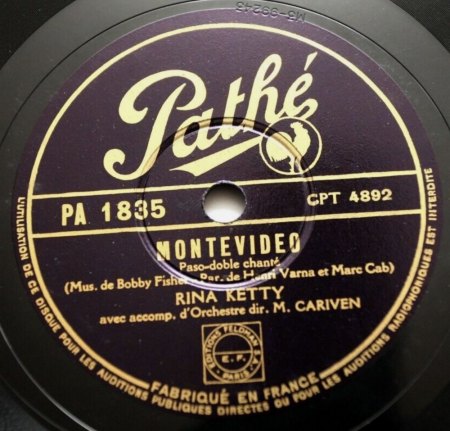 M3-99243
Pathé
PA 1835
CPT 4892
MONTEVIDEO
Paso-doble chanté
(Mus. de Bobby Fisher - Par. de Henri Varna et Marc Cab)
RINA KETTY
avec accomp. d'Orchestre dir. M. CARIVEN
EDITIONS FELDMAN
E.F.
PARIS
FABRIQUÉ EN FRANCE
L'UTILISATION DE CE DISQUE POUR LES AUDITIONS PUBLIQUES DIRECTES OU POUR LES AUDITIONS RADIOPHONIQUES EST INTERDITE